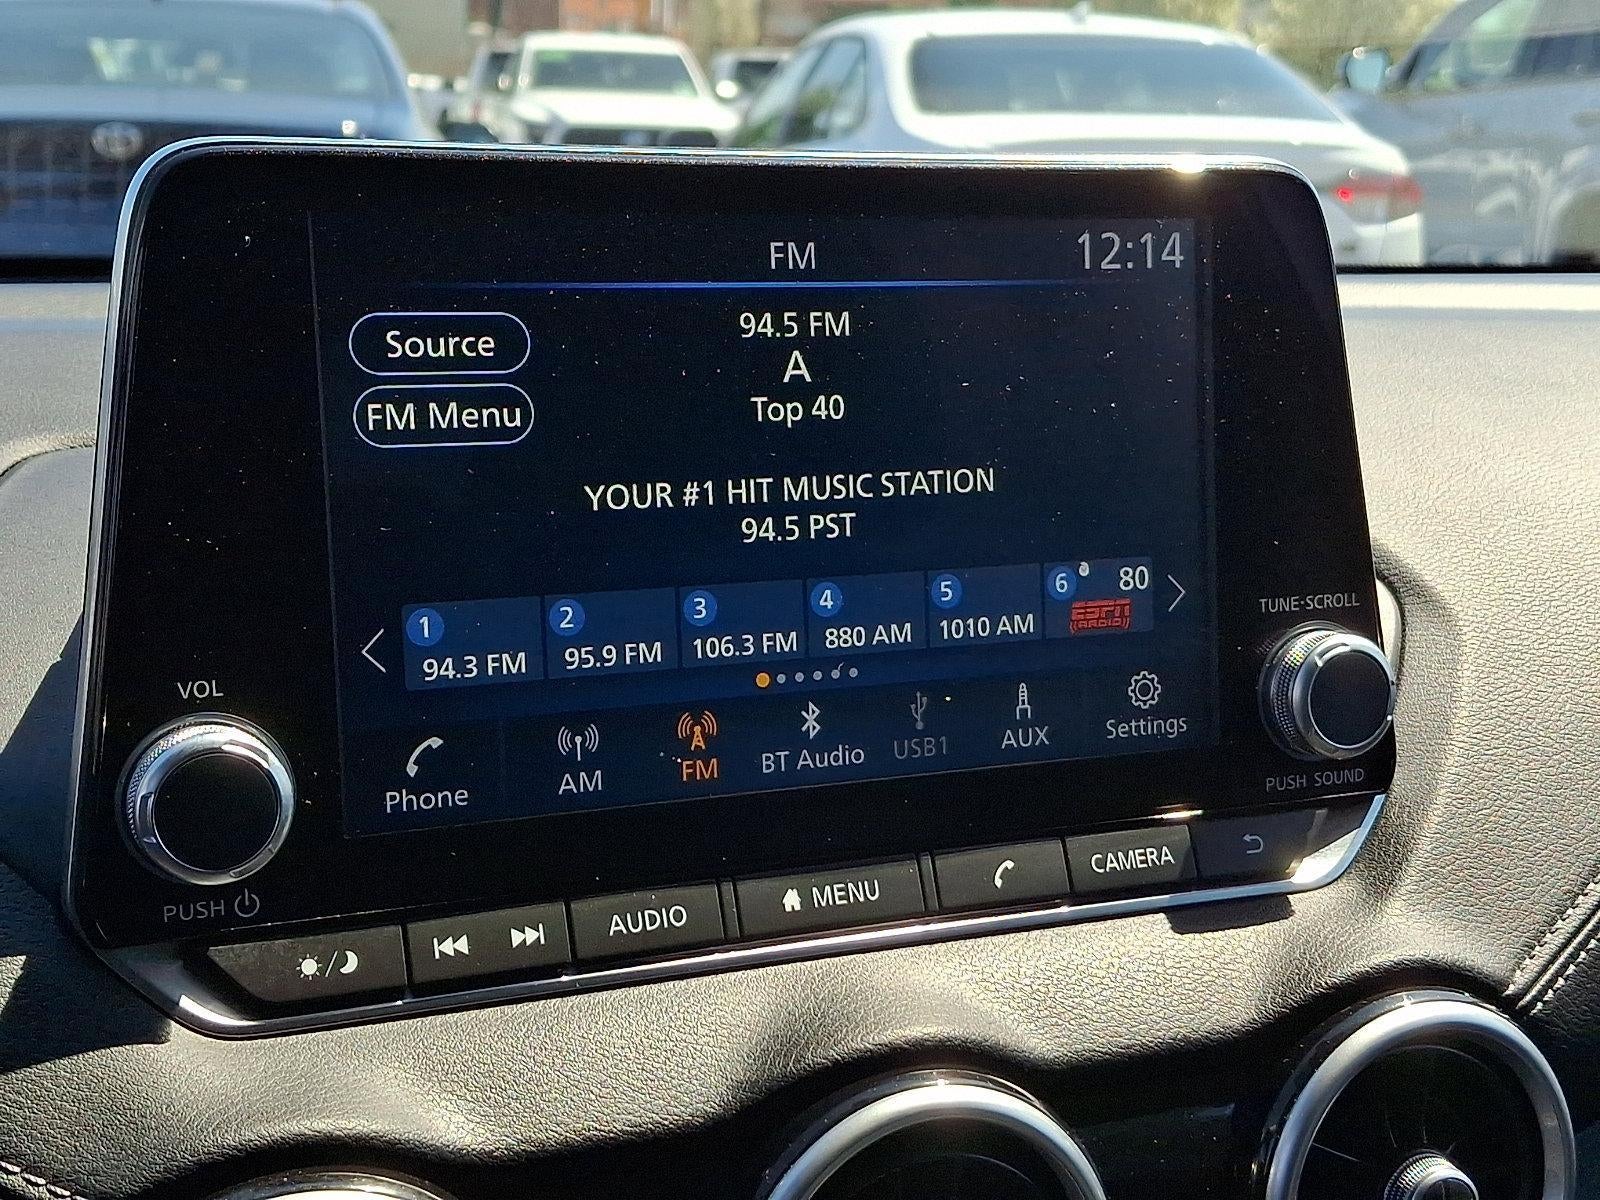 FM
12:14
Source
94.5 FM
A
FM Menu
Top 40
YOUR #1 HIT MUSIC STATION
94.5 PST
1
94.3 FM
2
95.9 FM
3
106.3 FM
4
880 AM
5
1010 AM
6
80
ESPN
RADIO
Phone
AM
FM
BT Audio
USB1
AUX
Settings
VOL
PUSH
TUNE·SCROLL
PUSH SOUND
AUDIO
MENU
CAMERA